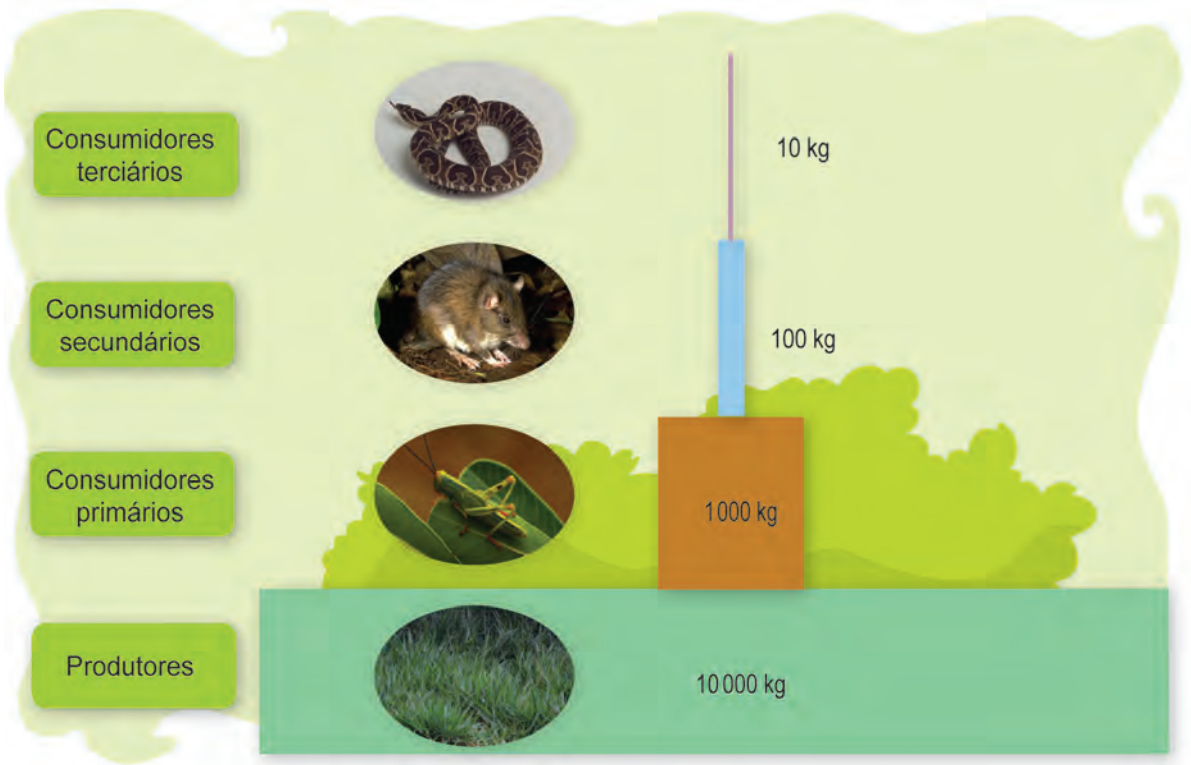 Consumidores
terciários
10 kg
Consumidores
secundários
100 kg
Consumidores
primários
1000 kg
Produtores
10 000 kg